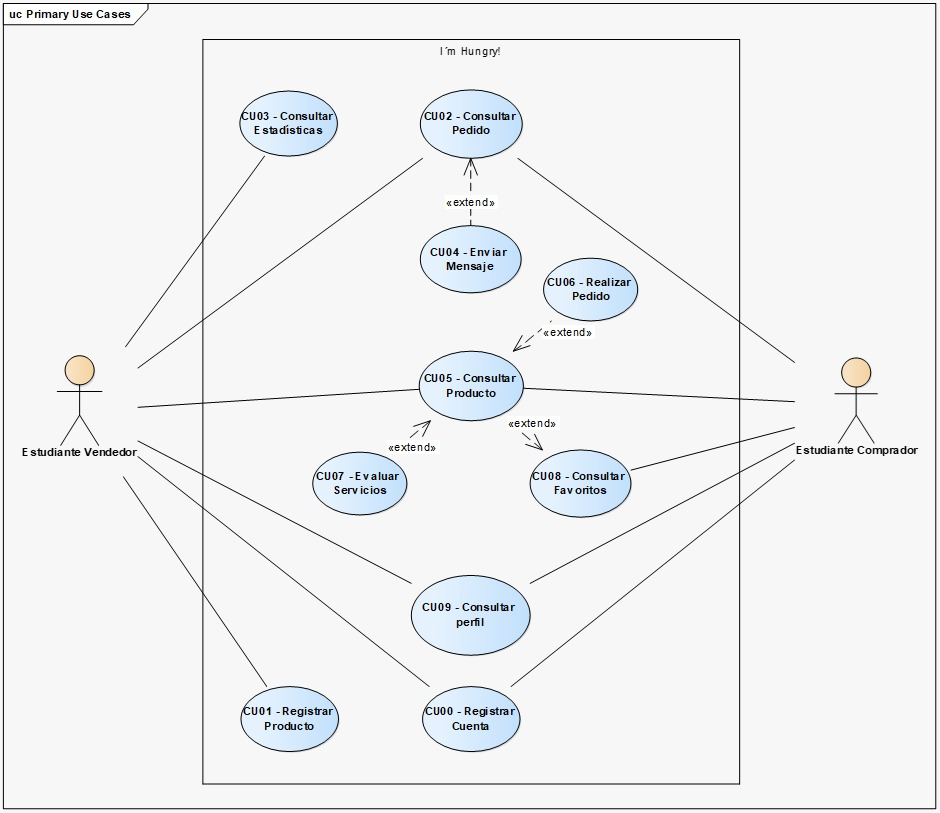 uc Primary Use Cases
I´m Hungry!
CU03 - Consultar
Estadísticas
CU02 - Consultar
Pedido
«extend»
CU04 - Enviar
Mensaje
CU06 - Realizar
Pedido
«extend»
CU05 - Consultar
Producto
«extend»
«extend»
Estudiante Vendedor
Estudiante Comprador
CU07 - Evaluar
Servicios
CU08 - Consultar
Favoritos
CU09 - Consultar
perfil
CU01 - Registrar
Producto
CU00 - Registrar
Cuenta